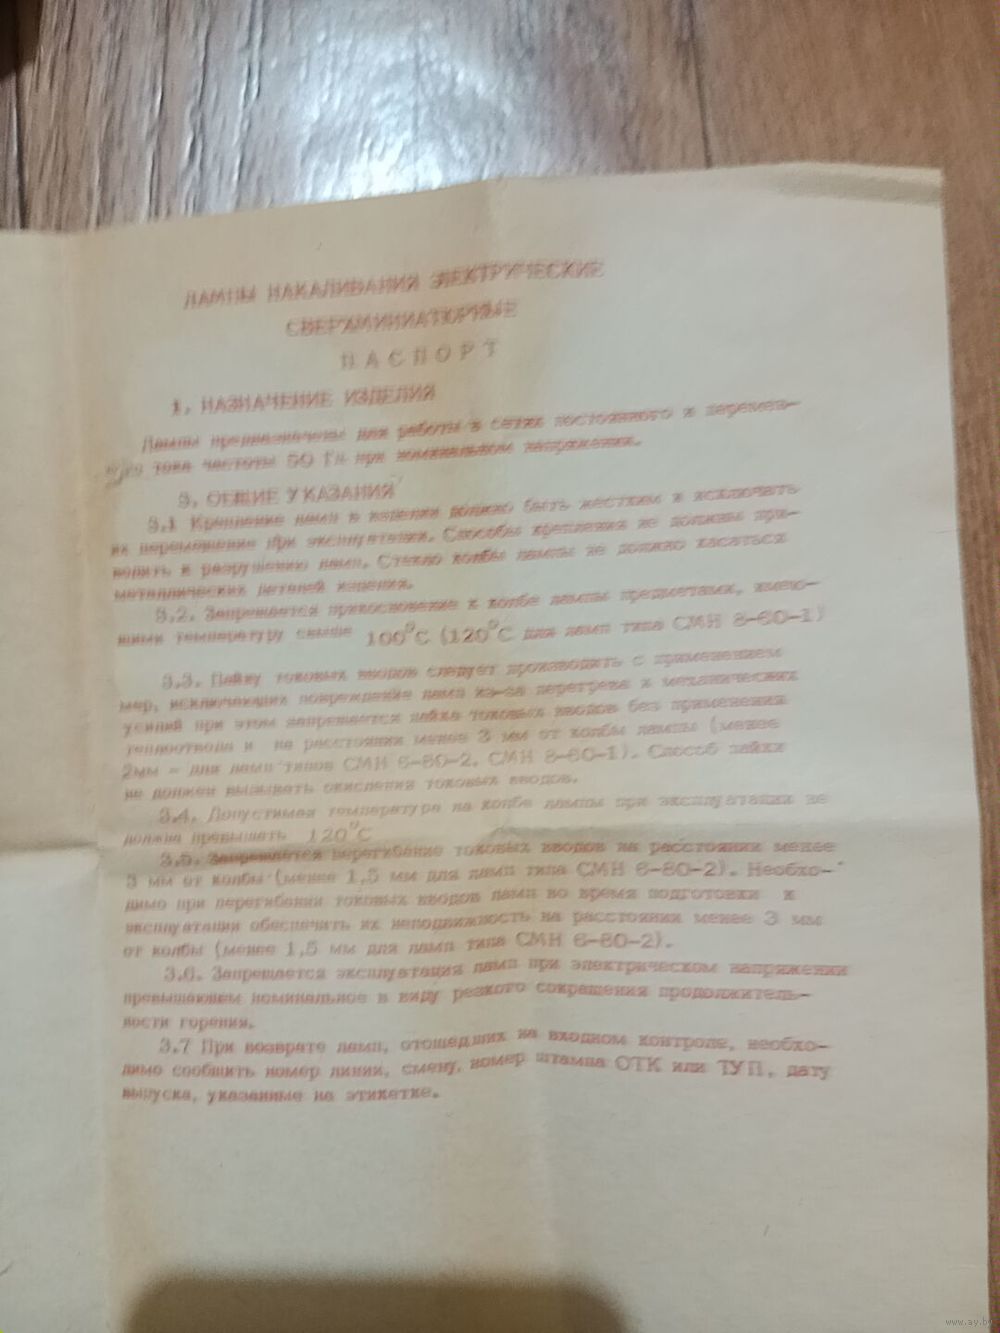 ЛАМПЫ НАКАЛИВАНИЯ ЭЛЕКТРИЧЕСКИЕ
СВЕРХМИНИАТЮРНЫЕ
ПАСПОРТ
1. НАЗНАЧЕНИЕ ИЗДЕЛИЯ
Лампы предназначены для работы в сетях постоянного и перемен-
ного тока частоты 50 Гц при номинальном напряжении.
3. ОБЩИЕ УКАЗАНИЯ
3.1 Крепление ламп в изделии должно быть жестким и исключать
их перемещение при эксплуатации. Способы крепления не должны при-
водить к разрушению ламп. Стекло колбы лампы не должно касаться
металлических деталей изделия.
3.2. Запрещается прикосновение к колбе лампы предметами, имею-
щими температуру свыше 100°С (120°С для ламп типа СМН 8-60-1)
3.3. Пайку токовых вводов следует производить с применением
мер, исключающих повреждение ламп из-за перегрева и механических
усилий при этом запрещается пайка токовых вводов без применения
теплоотвода и на расстоянии менее 3 мм от колбы лампы (менее
2мм - для ламп типов СМН 6-80-2, СМН 8-60-1). Способ пайки
не должен вызывать окисления токовых вводов.
3.4. Допустимая температура на колбе лампы при эксплуатации не
должна превышать 120°С
3.5. Запрещается перегибание токовых вводов на расстоянии менее
3 мм от колбы (менее 1,5 мм для ламп типа СМН 6-80-2). Необхо-
димо при перегибании токовых вводов ламп во время подготовки к
эксплуатации обеспечить их неподвижность на расстоянии менее 3 мм
от колбы (менее 1,5 мм для ламп типа СМН 6-80-2).
3.6. Запрещается эксплуатация ламп при электрическом напряжении
превышающем номинальное в виду резкого сокращения продолжитель-
ности горения.
3.7 При возврате ламп, отошедших на входном контроле, необхо-
димо сообщить номер линии, смену, номер штампа ОТК или ТУП, дату
выпуска, указанные на этикетке.